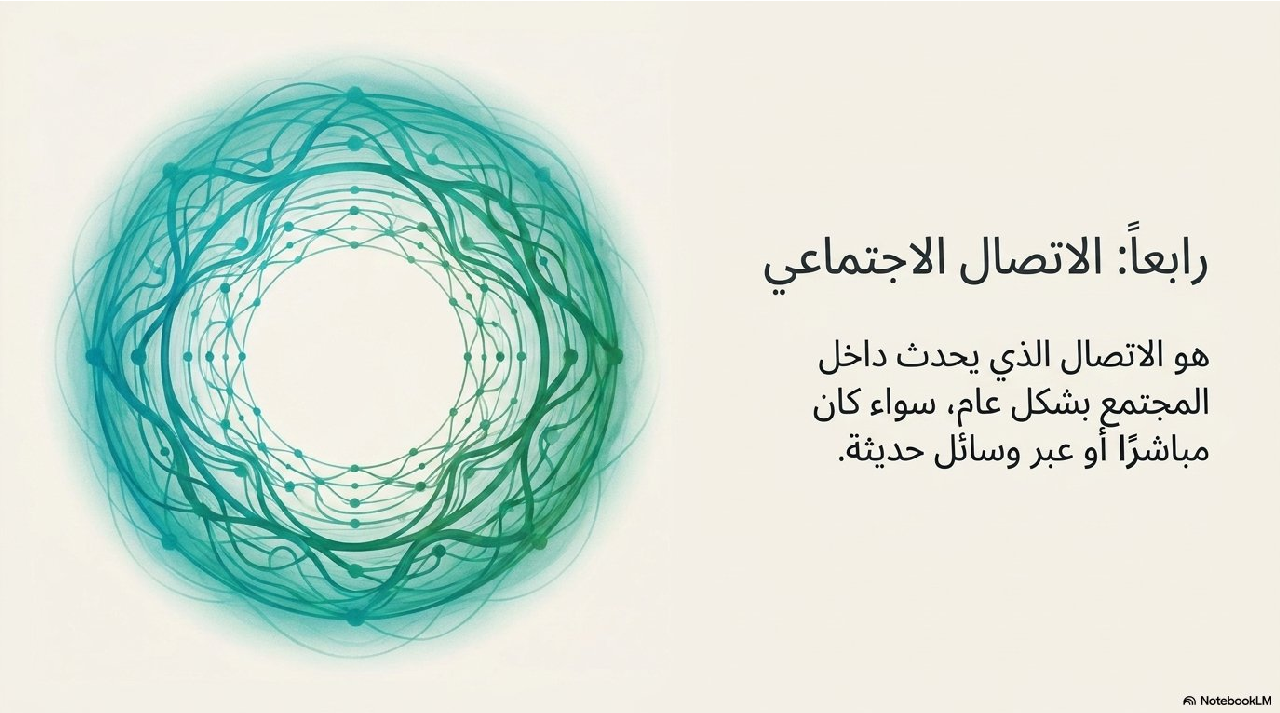 رابعاً: الاتصال الاجتماعي
هو الاتصال الذي يحدث داخل
المجتمع بشكل عام، سواء كان
مباشرًا أو عبر وسائل حديثة.
NotebookLM